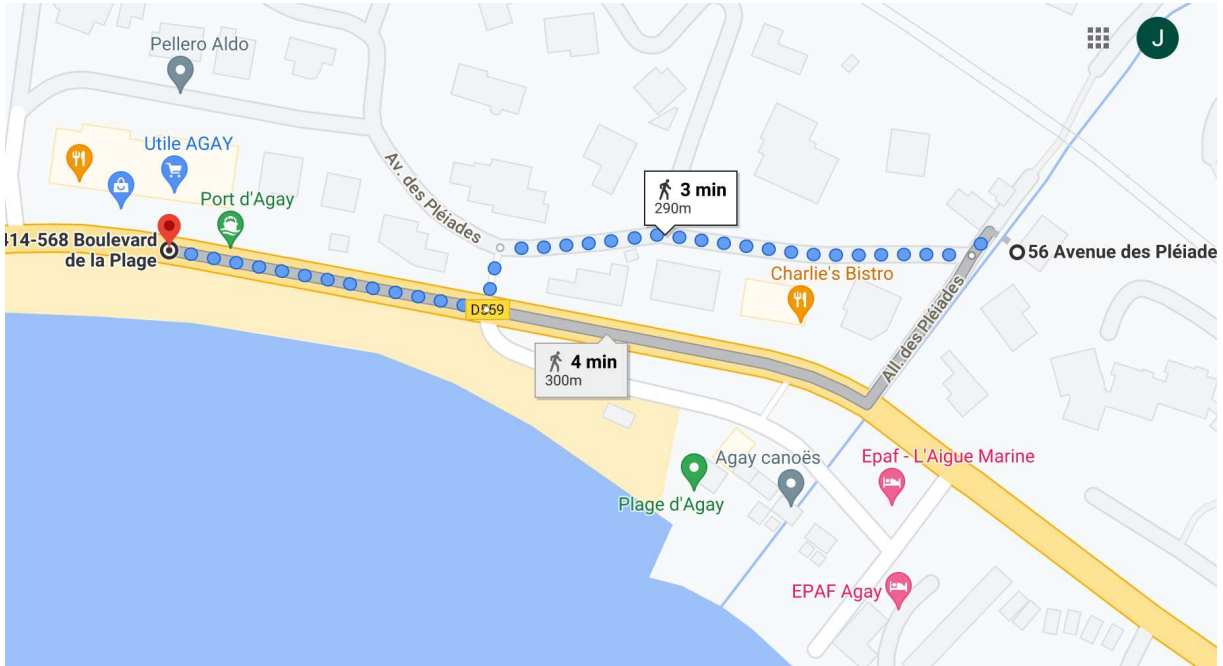 J
Pellero Aldo
Utile AGAY
Av. des Pléiades
3 min
290m
Port d'Agay
414-568 Boulevard
de la Plage
56 Avenue des Pléiade
Charlie's Bistro
D559
All. des Pléiades
4 min
300m
Agay canoës
Epaf - L'Aigue Marine
Plage d'Agay
EPAF Agay